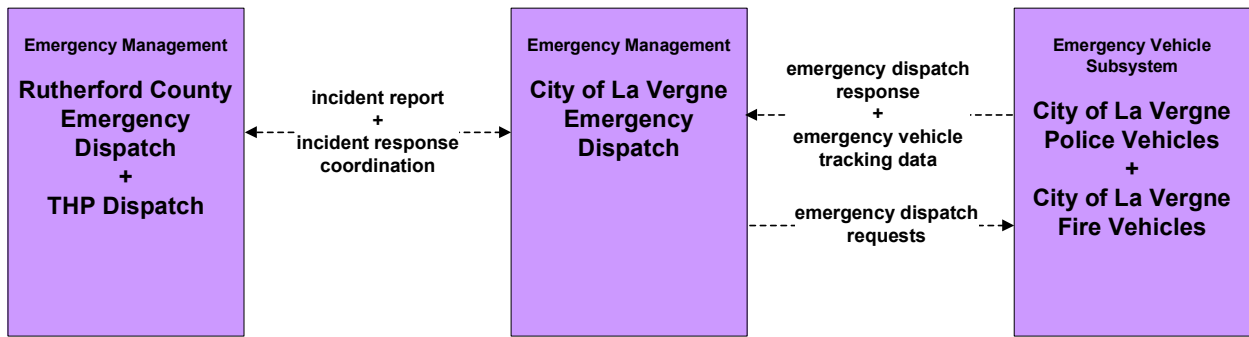 Emergency Management
Rutherford County
Emergency
Dispatch
+
THP Dispatch
incident report
+
incident response
coordination
Emergency Management
City of La Vergne
Emergency
Dispatch
emergency dispatch
response
+
emergency vehicle
tracking data
emergency dispatch
requests
Emergency Vehicle
Subsystem
City of La Vergne
Police Vehicles
+
City of La Vergne
Fire Vehicles